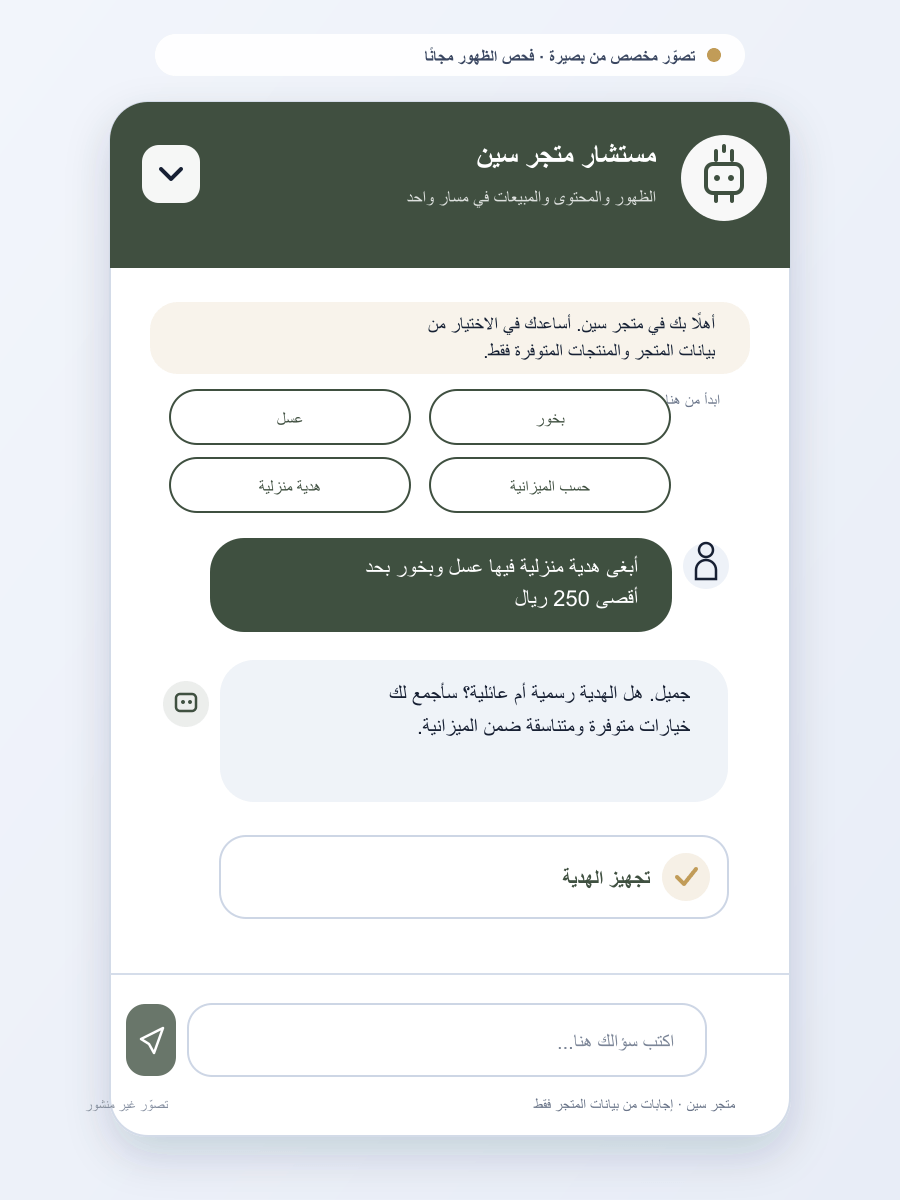 تصوّر مخصص من بصيرة · فحص الظهور مجانًا
مستشار متجر سين
الظهور والمحتوى والمبيعات في مسار واحد
أهلًا بك في متجر سين. أساعدك في الاختيار من
بيانات المتجر والمنتجات المتوفرة فقط.
ابدأ من هنا
بخور
عسل
حسب الميزانية
هدية منزلية
أبغى هدية منزلية فيها عسل وبخور بحد
أقصى 250 ريال
جميل. هل الهدية رسمية أم عائلية؟ سأجمع لك
خيارات متوفرة ومتناسقة ضمن الميزانية.
تجهيز الهدية
اكتب سؤالك هنا...
متجر سين · إجابات من بيانات المتجر فقط
تصوّر غير منشور